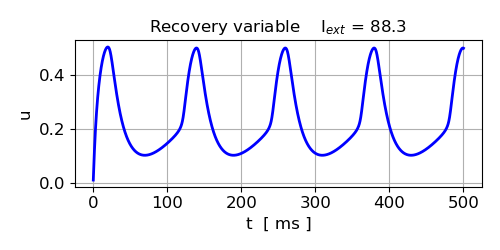 Recovery variable    I_ext = 88.3
u
0.4
0.2
0.0
0 100 200 300 400 500
t [ ms ]